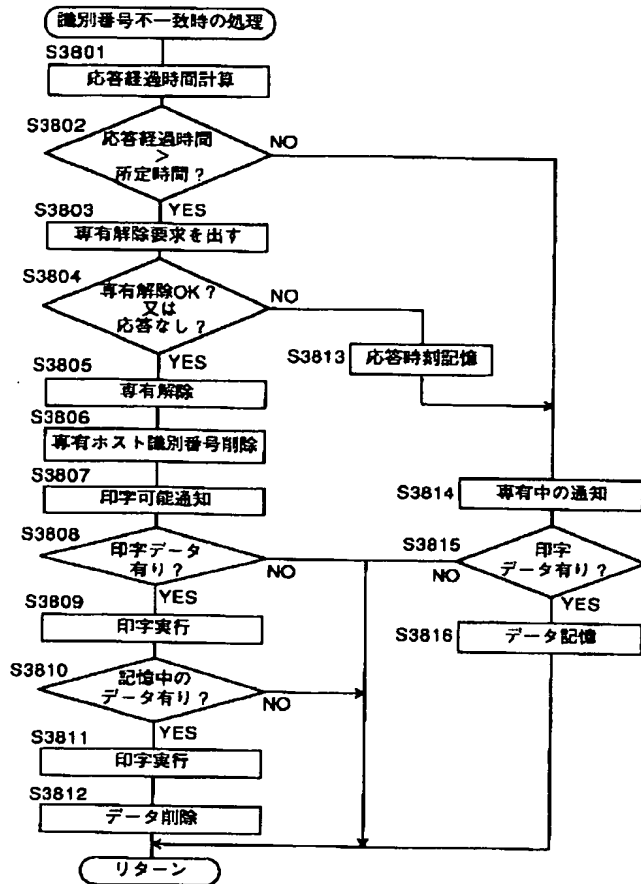 識別番号不一致時の処理
S3801
応答経過時間計算
S3802
応答経過時間
>
所定時間?
NO
YES
S3803
専有解除要求を出す
S3804
専有解除OK?
又は
応答なし?
NO
YES
S3813
応答時刻記憶
S3805
専有解除
S3806
専有ホスト識別番号削除
S3807
印字可能通知
S3814
専有中の通知
S3808
印字データ
有り?
NO
YES
S3815
印字
データ有り?
NO
YES
S3809
印字実行
S3816
データ記憶
S3810
記憶中の
データ有り?
NO
YES
S3811
印字実行
S3812
データ削除
リターン